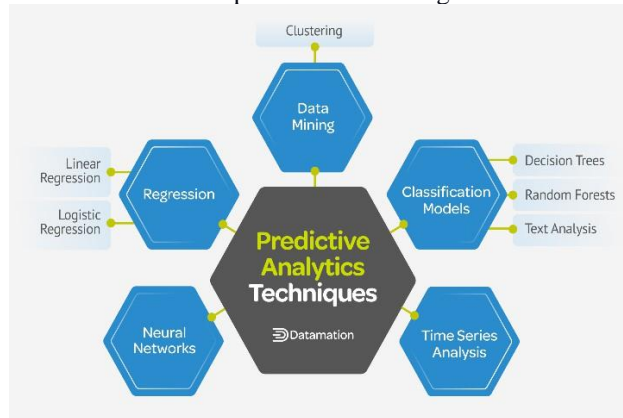 Clustering
Data
Mining
Linear
Regression
Logistic
Regression
Regression
Classification
Models
Decision Trees
Random Forests
Text Analysis
Predictive
Analytics
Techniques
Datamation
Neural
Networks
Time Series
Analysis